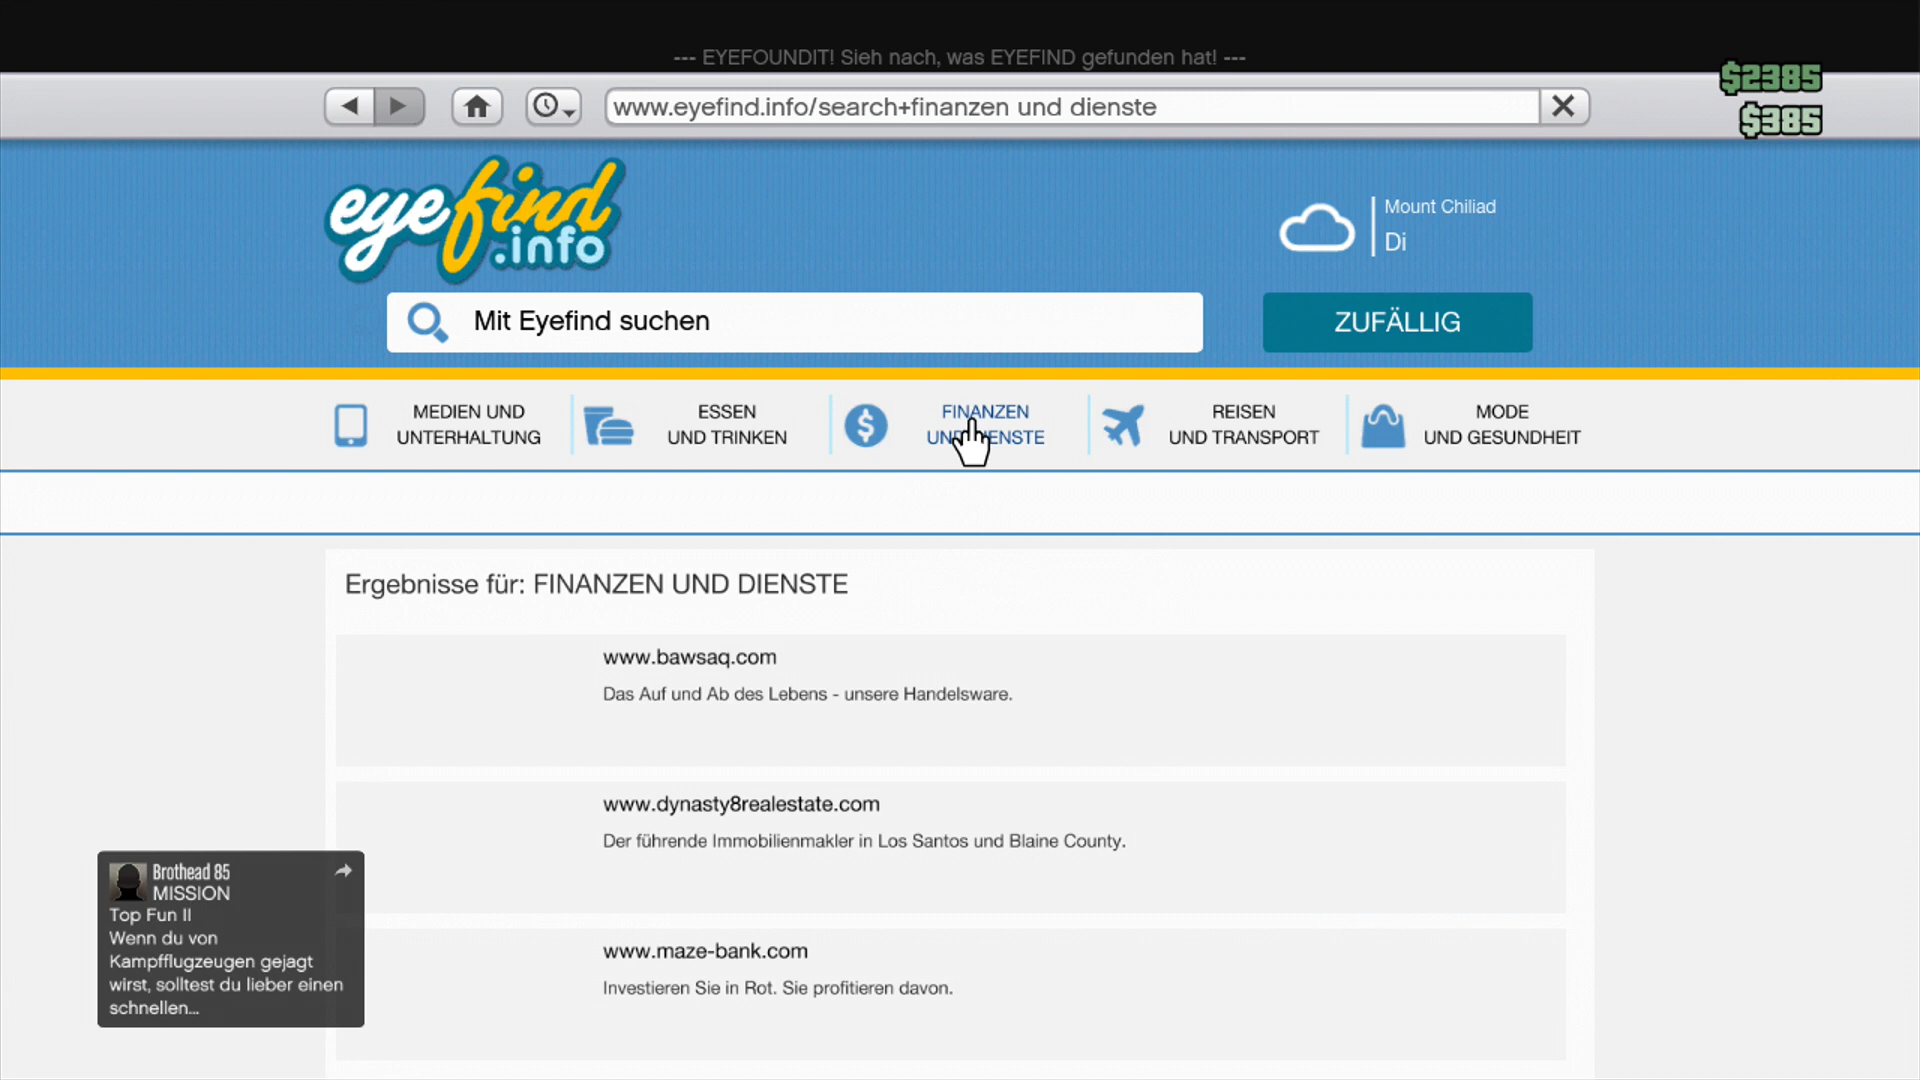 --- EYEFOUNDIT! Sieh nach, was EYEFIND gefunden hat! ---
$2385
www.eyefind.info/search+finanzen und dienste
$385
eyefind
.info
Mount Chiliad
Di
Mit Eyefind suchen
ZUFÄLLIG
MEDIEN UND
UNTERHALTUNG
ESSEN
UND TRINKEN
FINANZEN
UND DIENSTE
REISEN
UND TRANSPORT
MODE
UND GESUNDHEIT
Ergebnisse für: FINANZEN UND DIENSTE
www.bawsaq.com
Das Auf und Ab des Lebens - unsere Handelsware.
www.dynasty8realestate.com
Der führende Immobilienmakler in Los Santos und Blaine County.
www.maze-bank.com
Investieren Sie in Rot. Sie profitieren davon.
Brothead 85
MISSION
Top Fun II
Wenn du von
Kampfflugzeugen gejagt
wirst, solltest du lieber einen
schnellen...